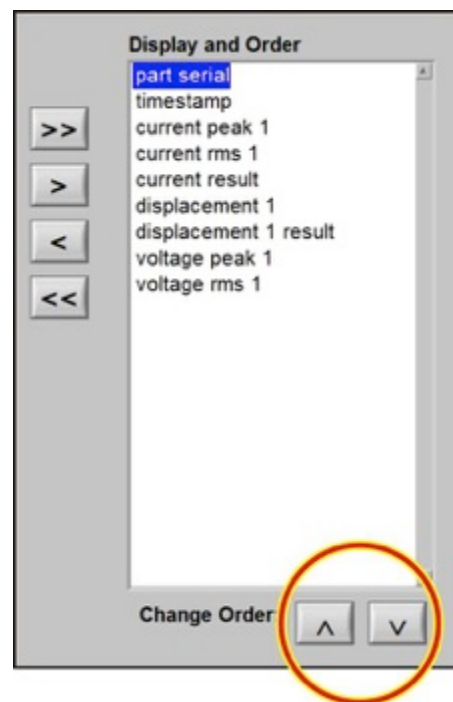 Display and Order
part serial
timestamp
current peak 1
current rms 1
current result
displacement 1
displacement 1 result
voltage peak 1
voltage rms 1
>>
>
<
<<
Change Order
^
v